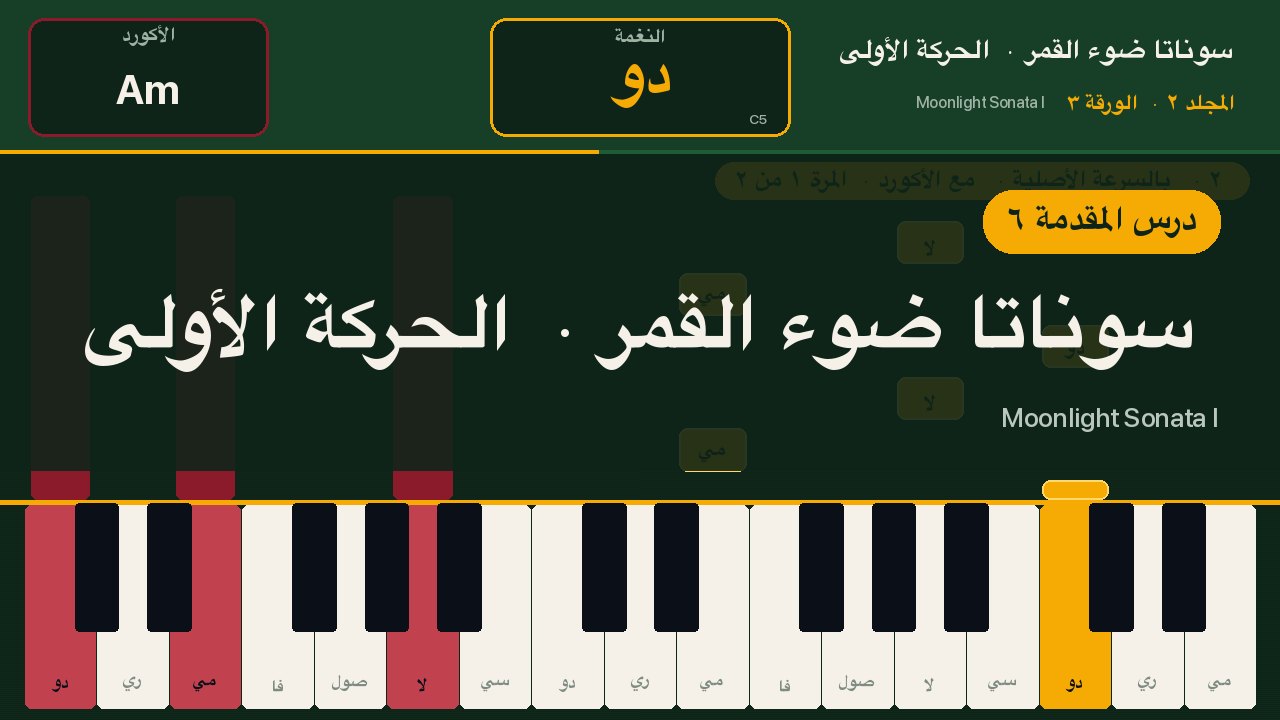 سوناتا ضوء القمر · الحركة الأولى
المجلد ٢ · الورقة ٣ Moonlight Sonata I
النغمة
دو
C5
الأكورد
Am
٢ · بالسرعة الأصلية · مع الأكورد · المرة ١ من ٢
درس المقدمة ٦
لا
مي
سوناتا ضوء القمر · الحركة الأولى
دو
لا
Moonlight Sonata I
مي
دو ري مي فا صول لا سي دو ري مي فا صول لا سي دو ري مي